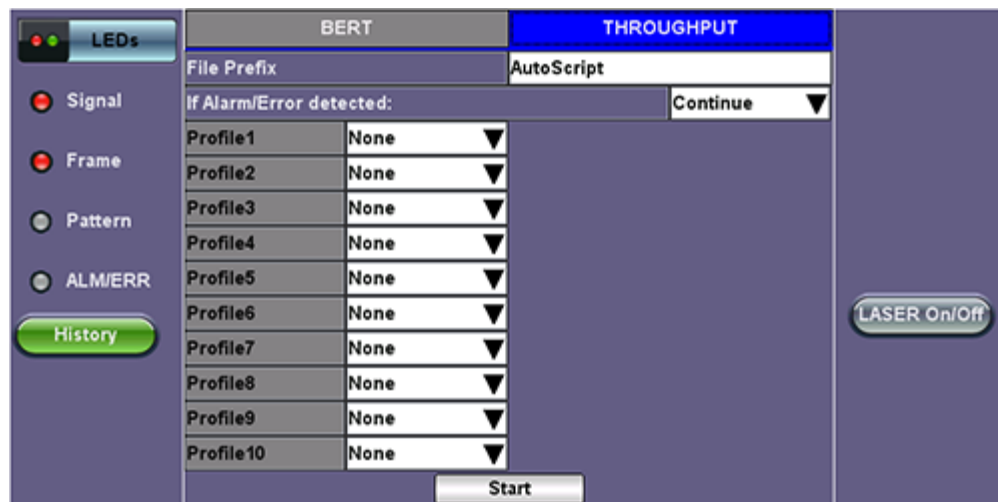 LEDs
Signal
Frame
Pattern
ALM/ERR
History
BERT THROUGHPUT
File Prefix AutoScript
If Alarm/Error detected: Continue
Profile1 None
Profile2 None
Profile3 None
Profile4 None
Profile5 None
Profile6 None
Profile7 None
Profile8 None
Profile9 None
Profile10 None
Start
LASER On/Off